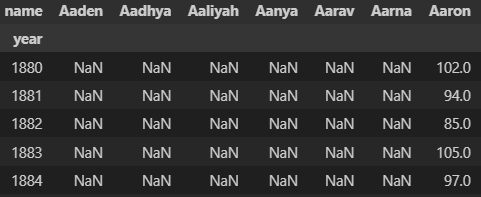 name Aaden Aadhya Aaliyah Aanya Aarav Aarna Aaron
year
1880 NaN NaN NaN NaN NaN NaN 102.0
1881 NaN NaN NaN NaN NaN NaN 94.0
1882 NaN NaN NaN NaN NaN NaN 85.0
1883 NaN NaN NaN NaN NaN NaN 105.0
1884 NaN NaN NaN NaN NaN NaN 97.0